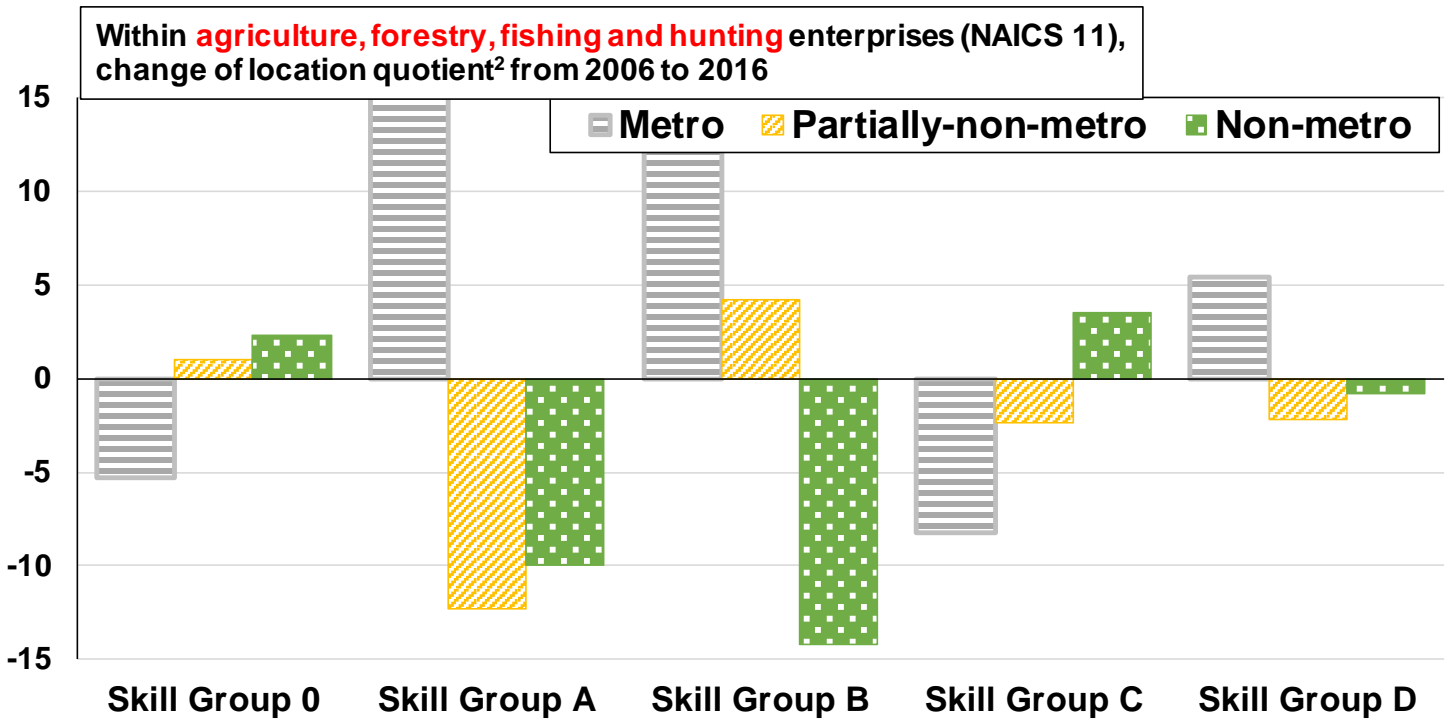 Within agriculture, forestry, fishing and hunting enterprises (NAICS 11),
change of location quotient² from 2006 to 2016
Metro Partially-non-metro Non-metro
15
10
5
0
-5
-10
-15
Skill Group 0 Skill Group A Skill Group B Skill Group C Skill Group D